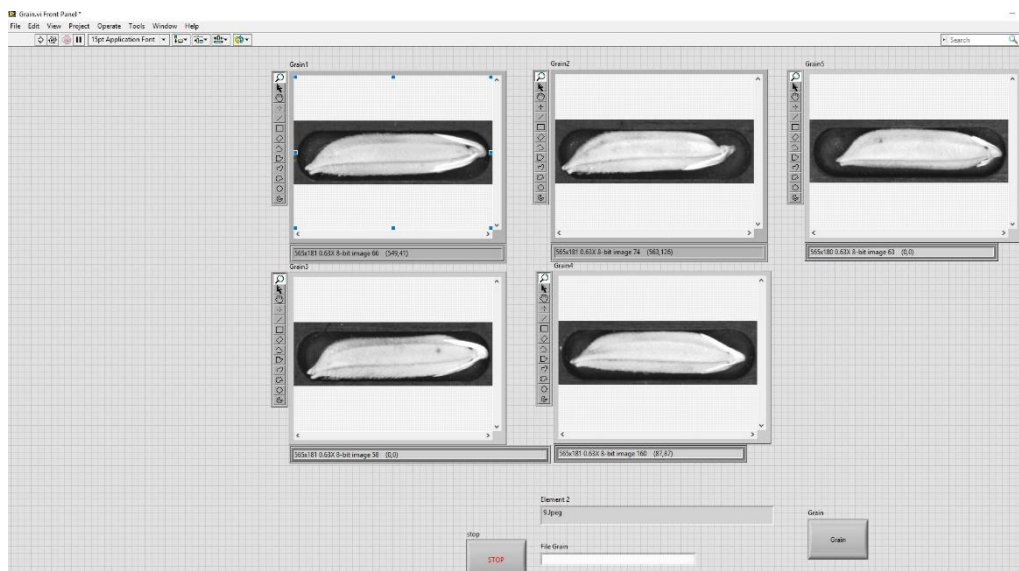 Grain.vi Front Panel *
File Edit View Project Operate Tools Window Help
15pt Application Font
Search
Grain1
Grain2
Grain5
565x181 0.63X 8-bit image 66 (549,41)
565x181 0.63X 8-bit image 74 (563,126)
565x180 0.63X 8-bit image 63 (0,0)
Grain3
Grain4
565x181 0.63X 8-bit image 58 (0,0)
565x181 0.63X 8-bit image 160 (87,87)
Element 2
9.Jpeg
Grain
Grain
stop
STOP
File Grain